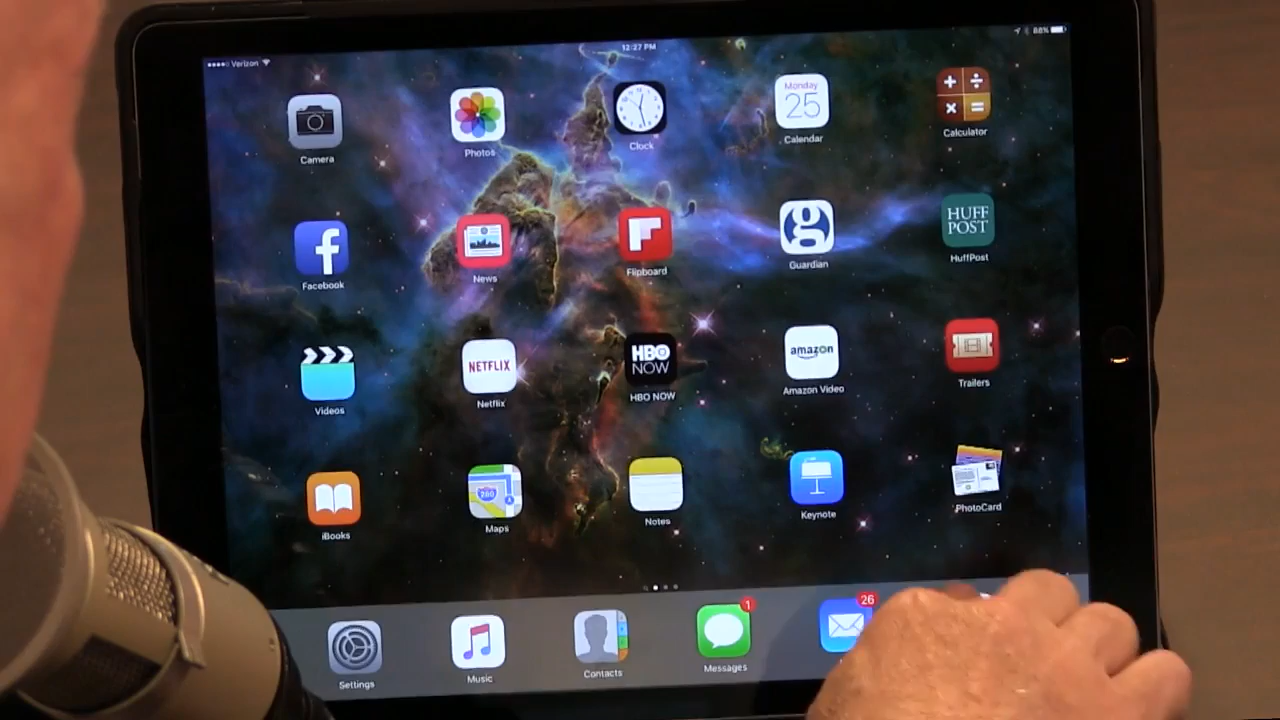 Verizon
12:27 PM
88%
Monday
25
Camera
Photos
Clock
Calendar
Calculator
HUFF
POST
Facebook
News
Flipboard
Guardian
HuffPost
NETFLIX
HBO
NOW
amazon
Videos
Netflix
HBO NOW
Amazon Video
Trailers
280
iBooks
Maps
Notes
Keynote
PhotoCard
1
26
Settings
Music
Contacts
Messages